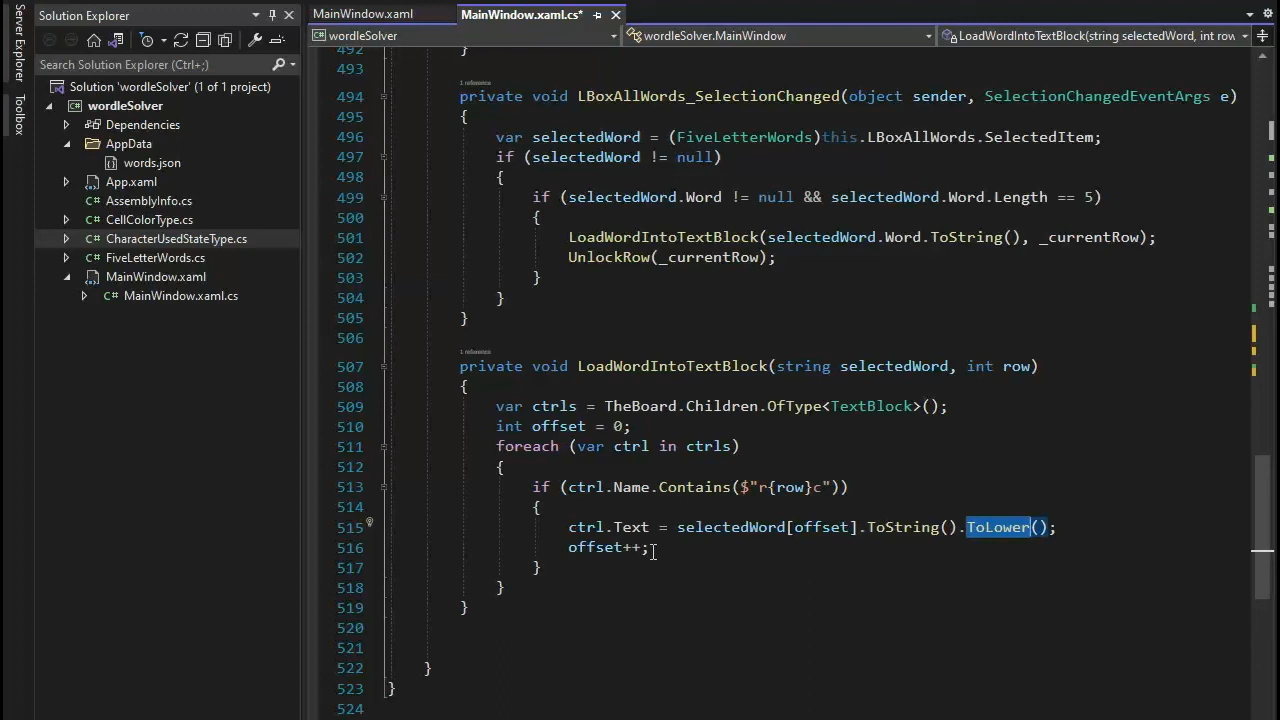 Server Explorer
Toolbox
Solution Explorer
Search Solution Explorer (Ctrl+;)
Solution 'wordleSolver' (1 of 1 project)
wordleSolver
Dependencies
AppData
words.json
App.xaml
AssemblyInfo.cs
C# CellColorType.cs
C# CharacterUsedStateType.cs
C# FiveLetterWords.cs
MainWindow.xaml
C# MainWindow.xaml.cs
MainWindow.xaml
MainWindow.xaml.cs*
wordleSolver
wordleSolver.MainWindow
LoadWordIntoTextBlock(string selectedWord, int row
492 }
493
1 reference
494 private void LBoxAllWords_SelectionChanged(object sender, SelectionChangedEventArgs e)
495 {
496 var selectedWord = (FiveLetterWords)this.LBoxAllWords.SelectedItem;
497 if (selectedWord != null)
498 {
499 if (selectedWord.Word != null && selectedWord.Word.Length == 5)
500 {
501 LoadWordIntoTextBlock(selectedWord.Word.ToString(), _currentRow);
502 UnlockRow(_currentRow);
503 }
504 }
505 }
506
1 reference
507 private void LoadWordIntoTextBlock(string selectedWord, int row)
508 {
509 var ctrls = TheBoard.Children.OfType<TextBlock>();
510 int offset = 0;
511 foreach (var ctrl in ctrls)
512 {
513 if (ctrl.Name.Contains($"r{row}c"))
514 {
515 ctrl.Text = selectedWord[offset].ToString().ToLower();
516 offset++;
517 }
518 }
519 }
520
521
522 }
523 }
524